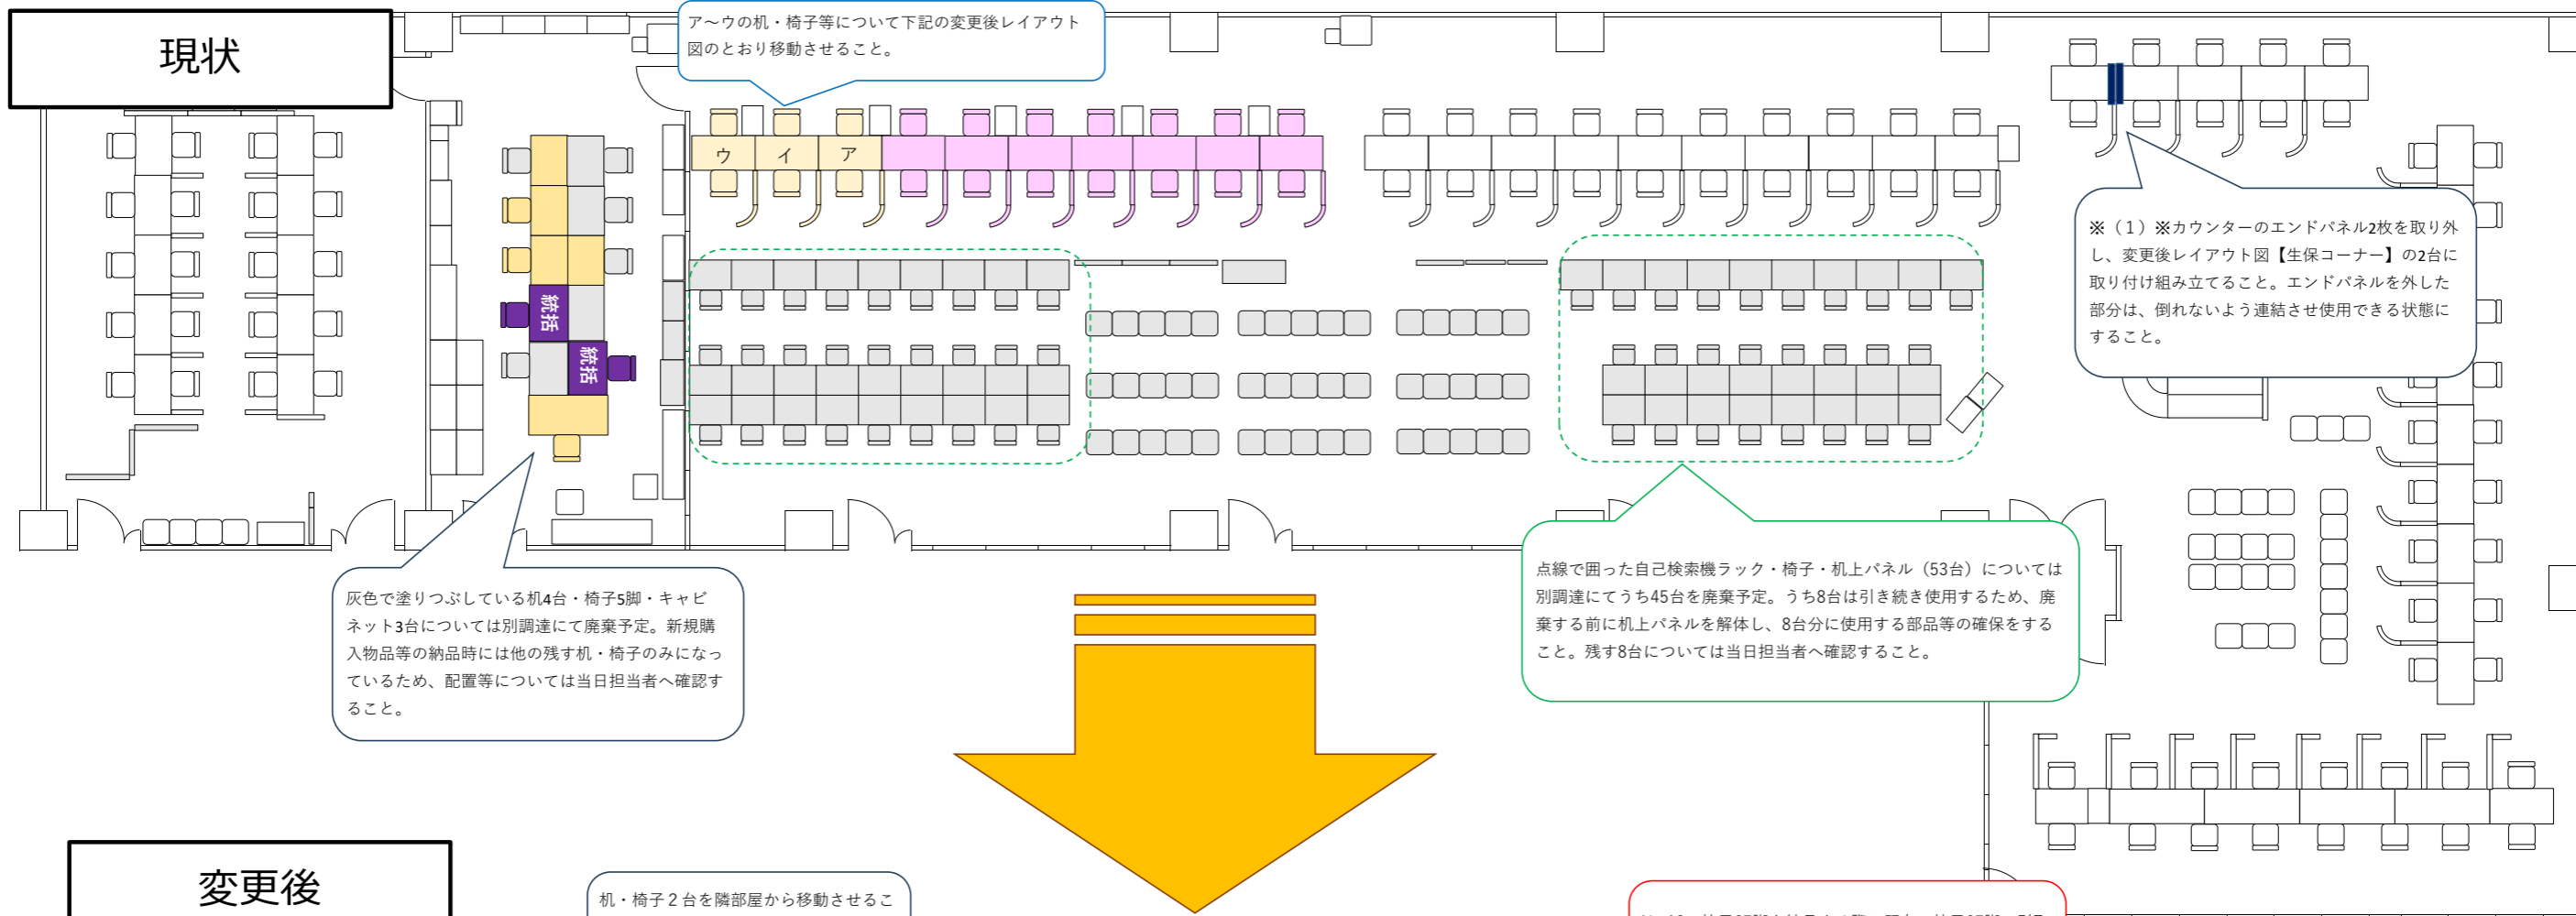 現状
ア～ウの机・椅子等について下記の変更後レイアウト
図のとおり移動させること。
ウ
イ
ア
統括
統括
※（1）※カウンターのエンドパネル2枚を取り外
し、変更後レイアウト図【生保コーナー】の2台に
取り付け組み立てること。エンドパネルを外した
部分は、倒れないよう連結させ使用できる状態に
すること。
灰色で塗りつぶしている机4台・椅子5脚・キャビ
ネット3台については別調達にて廃棄予定。新規購
入物品等の納品時には他の残す机・椅子のみになっ
ているため、配置等については当日担当者へ確認す
ること。
点線で囲った自己検索機ラック・椅子・机上パネル（53台）については
別調達にてうち45台を廃棄予定。うち8台は引き続き使用するため、廃
棄する前に机上パネルを解体し、8台分に使用する部品等の確保をする
こと。残す8台については当日担当者へ確認すること。
変更後
机・椅子２台を隣部屋から移動させるこ